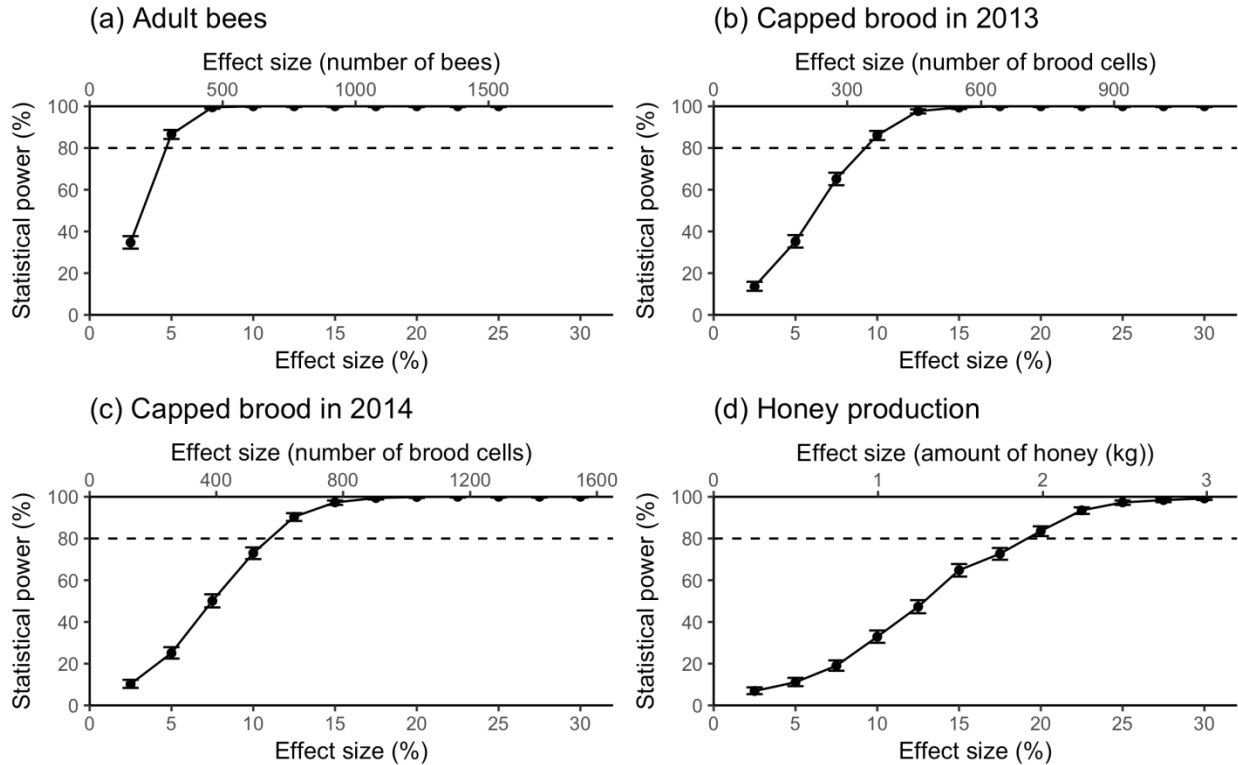 (a) Adult bees
Effect size (number of bees)
0 500 1000 1500
Statistical power (%)
100
80
60
40
20
0
0 5 10 15 20 25 30
Effect size (%)
(b) Capped brood in 2013
Effect size (number of brood cells)
0 300 600 900
Statistical power (%)
100
80
60
40
20
0
0 5 10 15 20 25 30
Effect size (%)
(c) Capped brood in 2014
Effect size (number of brood cells)
0 400 800 1200 1600
Statistical power (%)
100
80
60
40
20
0
0 5 10 15 20 25 30
Effect size (%)
(d) Honey production
Effect size (amount of honey (kg))
0 1 2 3
Statistical power (%)
100
80
60
40
20
0
0 5 10 15 20 25 30
Effect size (%)